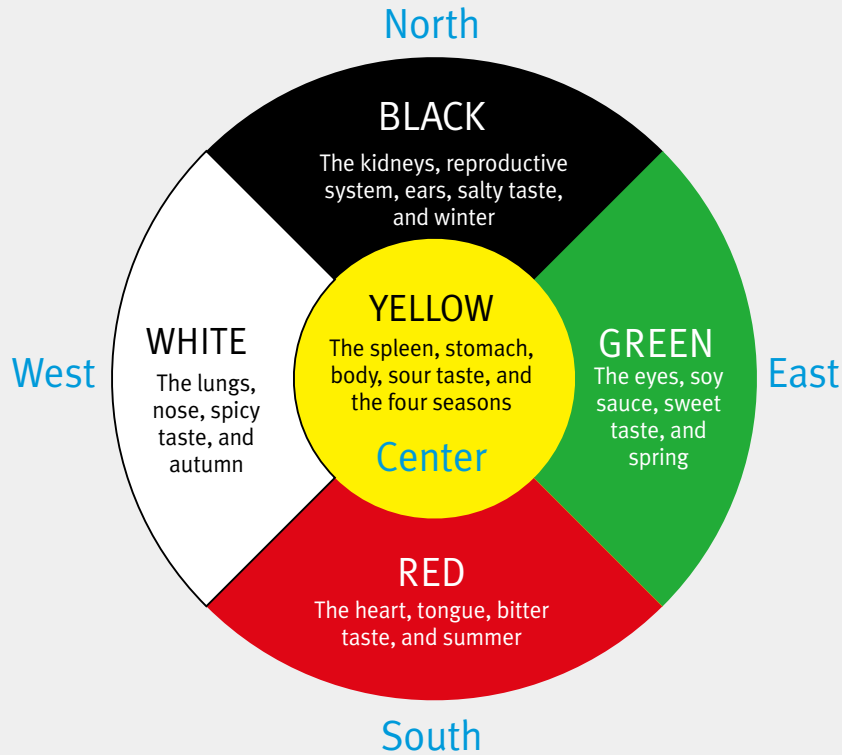 North
BLACK
The kidneys, reproductive
system, ears, salty taste,
and winter
West
WHITE
The lungs,
nose, spicy
taste, and
autumn
YELLOW
The spleen, stomach,
body, sour taste, and
the four seasons
Center
GREEN
The eyes, soy
sauce, sweet
taste, and
spring
East
RED
The heart, tongue, bitter
taste, and summer
South